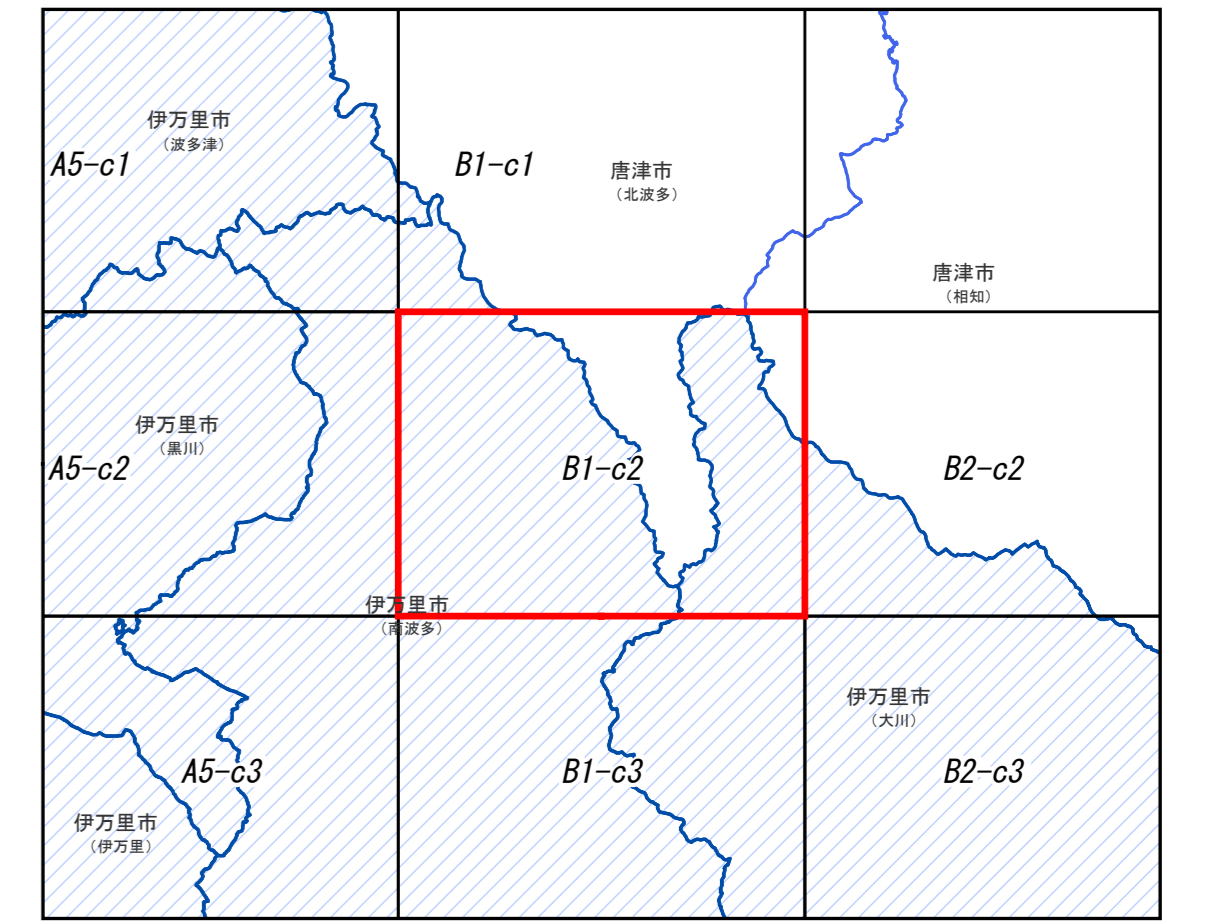 伊万里市
（波多津）
A5-c1
B1-c1
唐津市
（北波多）
唐津市
（相知）
伊万里市
（黒川）
A5-c2
B1-c2
B2-c2
伊万里市
（南波多）
伊万里市
（大川）
A5-c3
B1-c3
B2-c3
伊万里市
（伊万里）